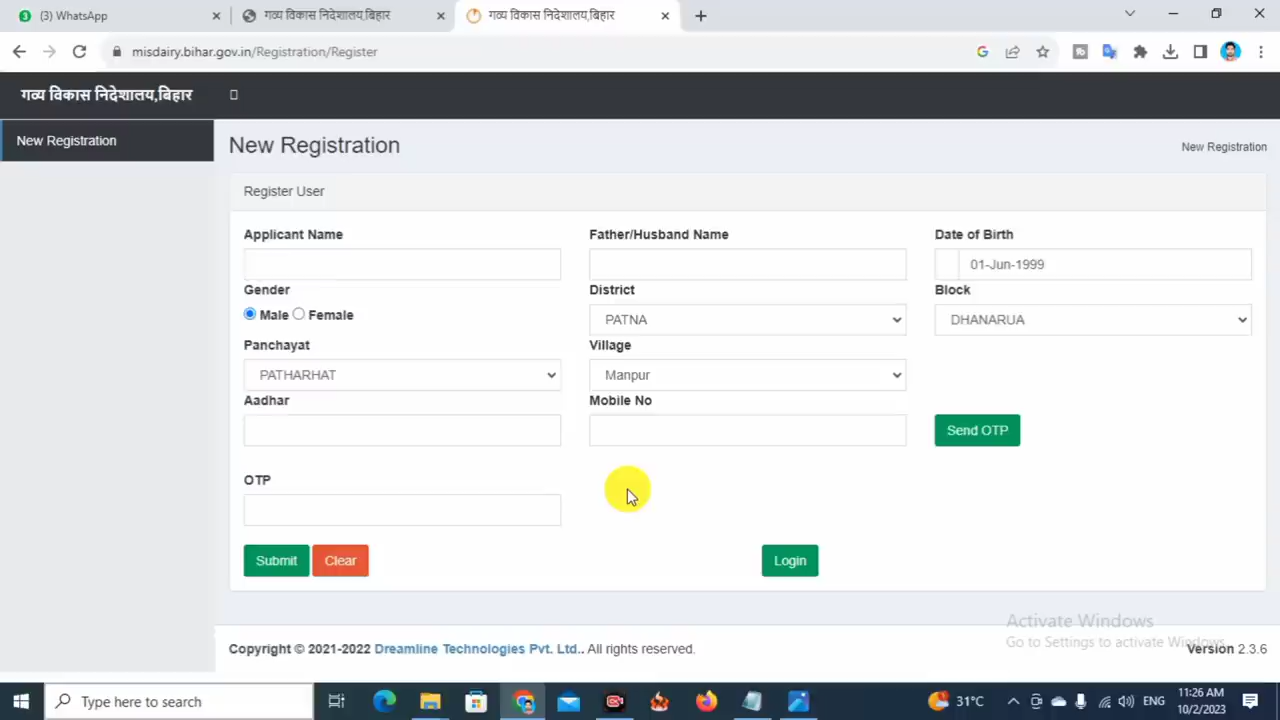 (3) WhatsApp
गव्य विकास निदेशालय,बिहार
गव्य विकास निदेशालय,बिहार
misdairy.bihar.gov.in/Registration/Register
गव्य विकास निदेशालय,बिहार
New Registration
New Registration
New Registration
Register User
Applicant Name
Father/Husband Name
Date of Birth
01-Jun-1999
Gender
District
Block
Male
Female
PATNA
DHANARUA
Panchayat
Village
PATHARHAT
Manpur
Aadhar
Mobile No
Send OTP
OTP
Submit
Clear
Login
Activate Windows
Go to Settings to activate Windows.
Copyright © 2021-2022 Dreamline Technologies Pvt. Ltd.. All rights reserved.
Version 2.3.6
Type here to search
31°C
ENG
11:26 AM
10/2/2023